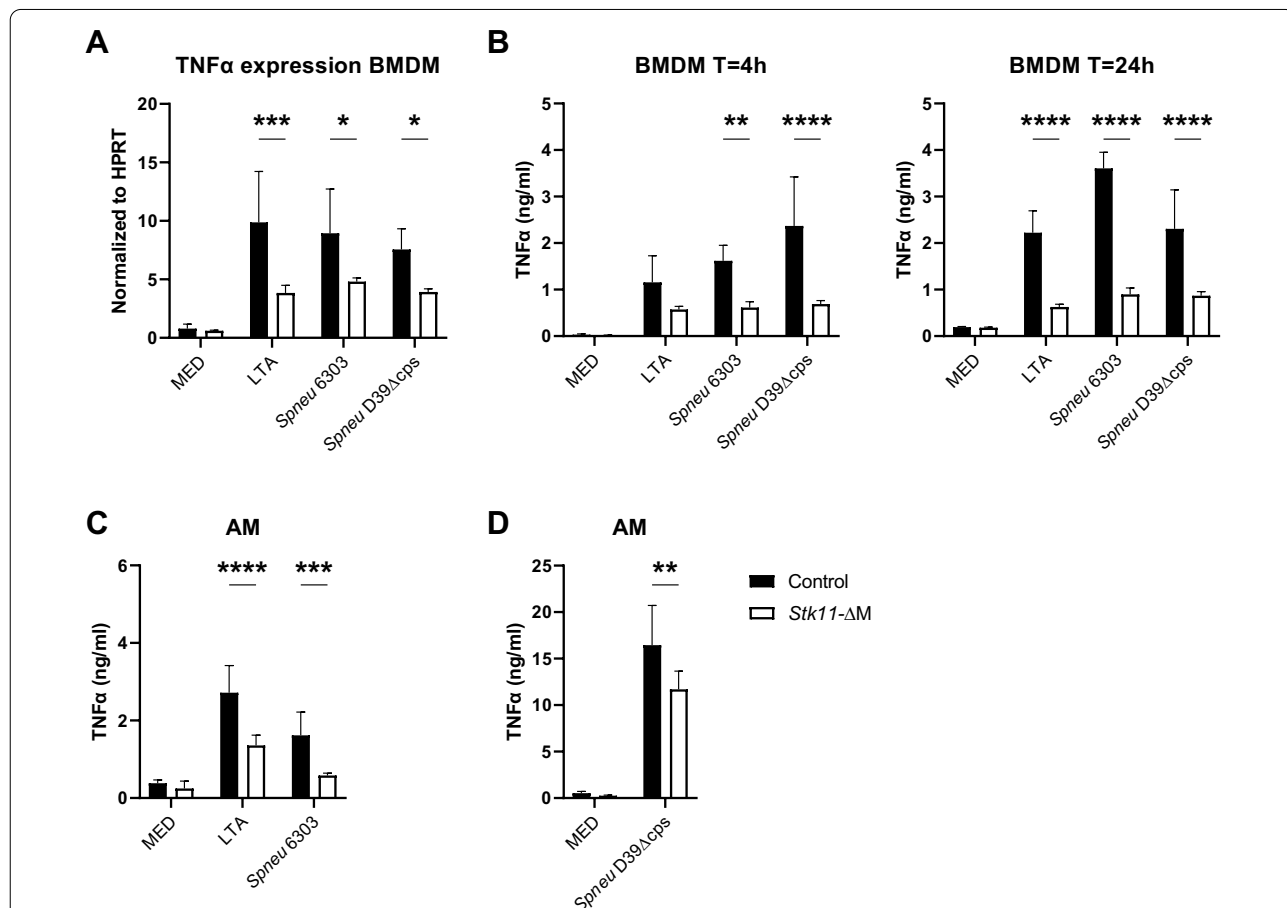 A
TNFα expression BMDM
Normalized to HPRT
20
15
10
5
0
*** * *
MED
LTA
Spneu 6303
Spneu D39Δcps
B
BMDM T=4h
TNFα (ng/ml)
5
4
3
2
1
0
** ****
MED
LTA
Spneu 6303
Spneu D39Δcps
BMDM T=24h
TNFα (ng/ml)
5
4
3
2
1
0
**** **** ****
MED
LTA
Spneu 6303
Spneu D39Δcps
C
AM
TNFα (ng/ml)
6
4
2
0
**** ***
MED
LTA
Spneu 6303
D
AM
TNFα (ng/ml)
25
20
15
10
5
0
**
MED
Spneu D39Δcps
Control
Stk11-ΔM